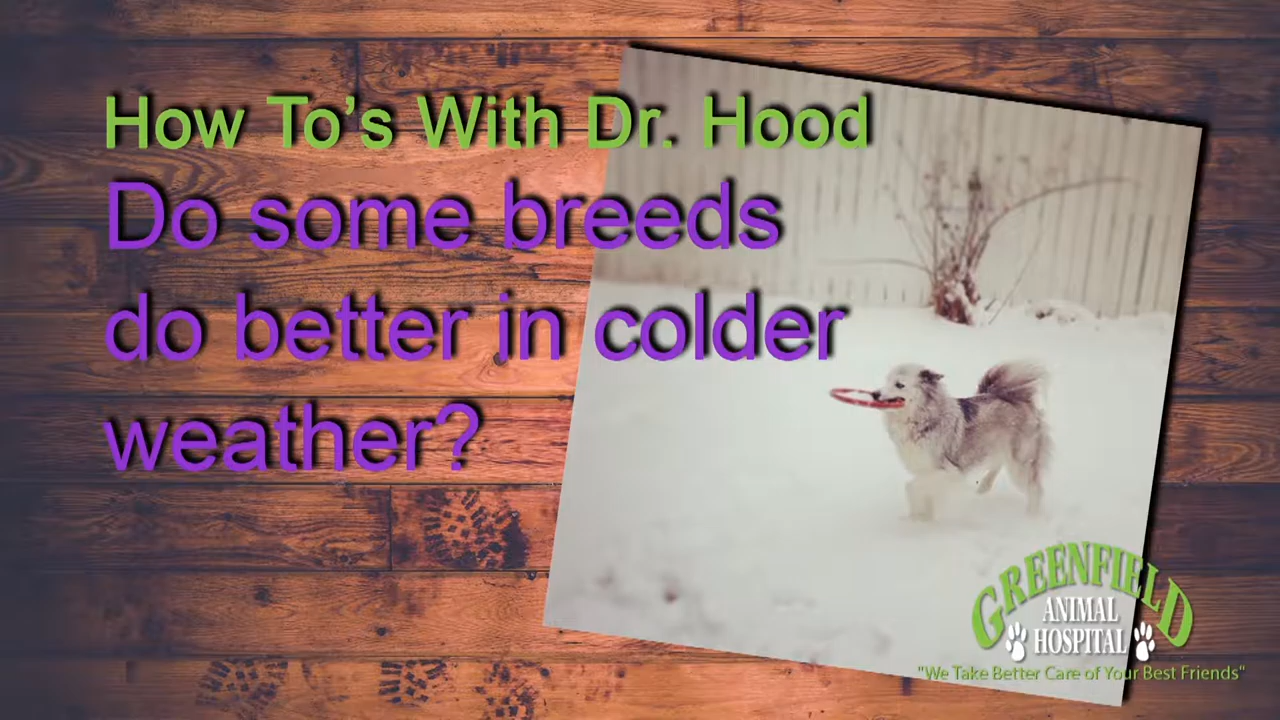 How To's With Dr. Hood
Do some breeds
do better in colder
weather?
GREENFIELD
ANIMAL
HOSPITAL
"We Take Better Care of Your Best Friends"